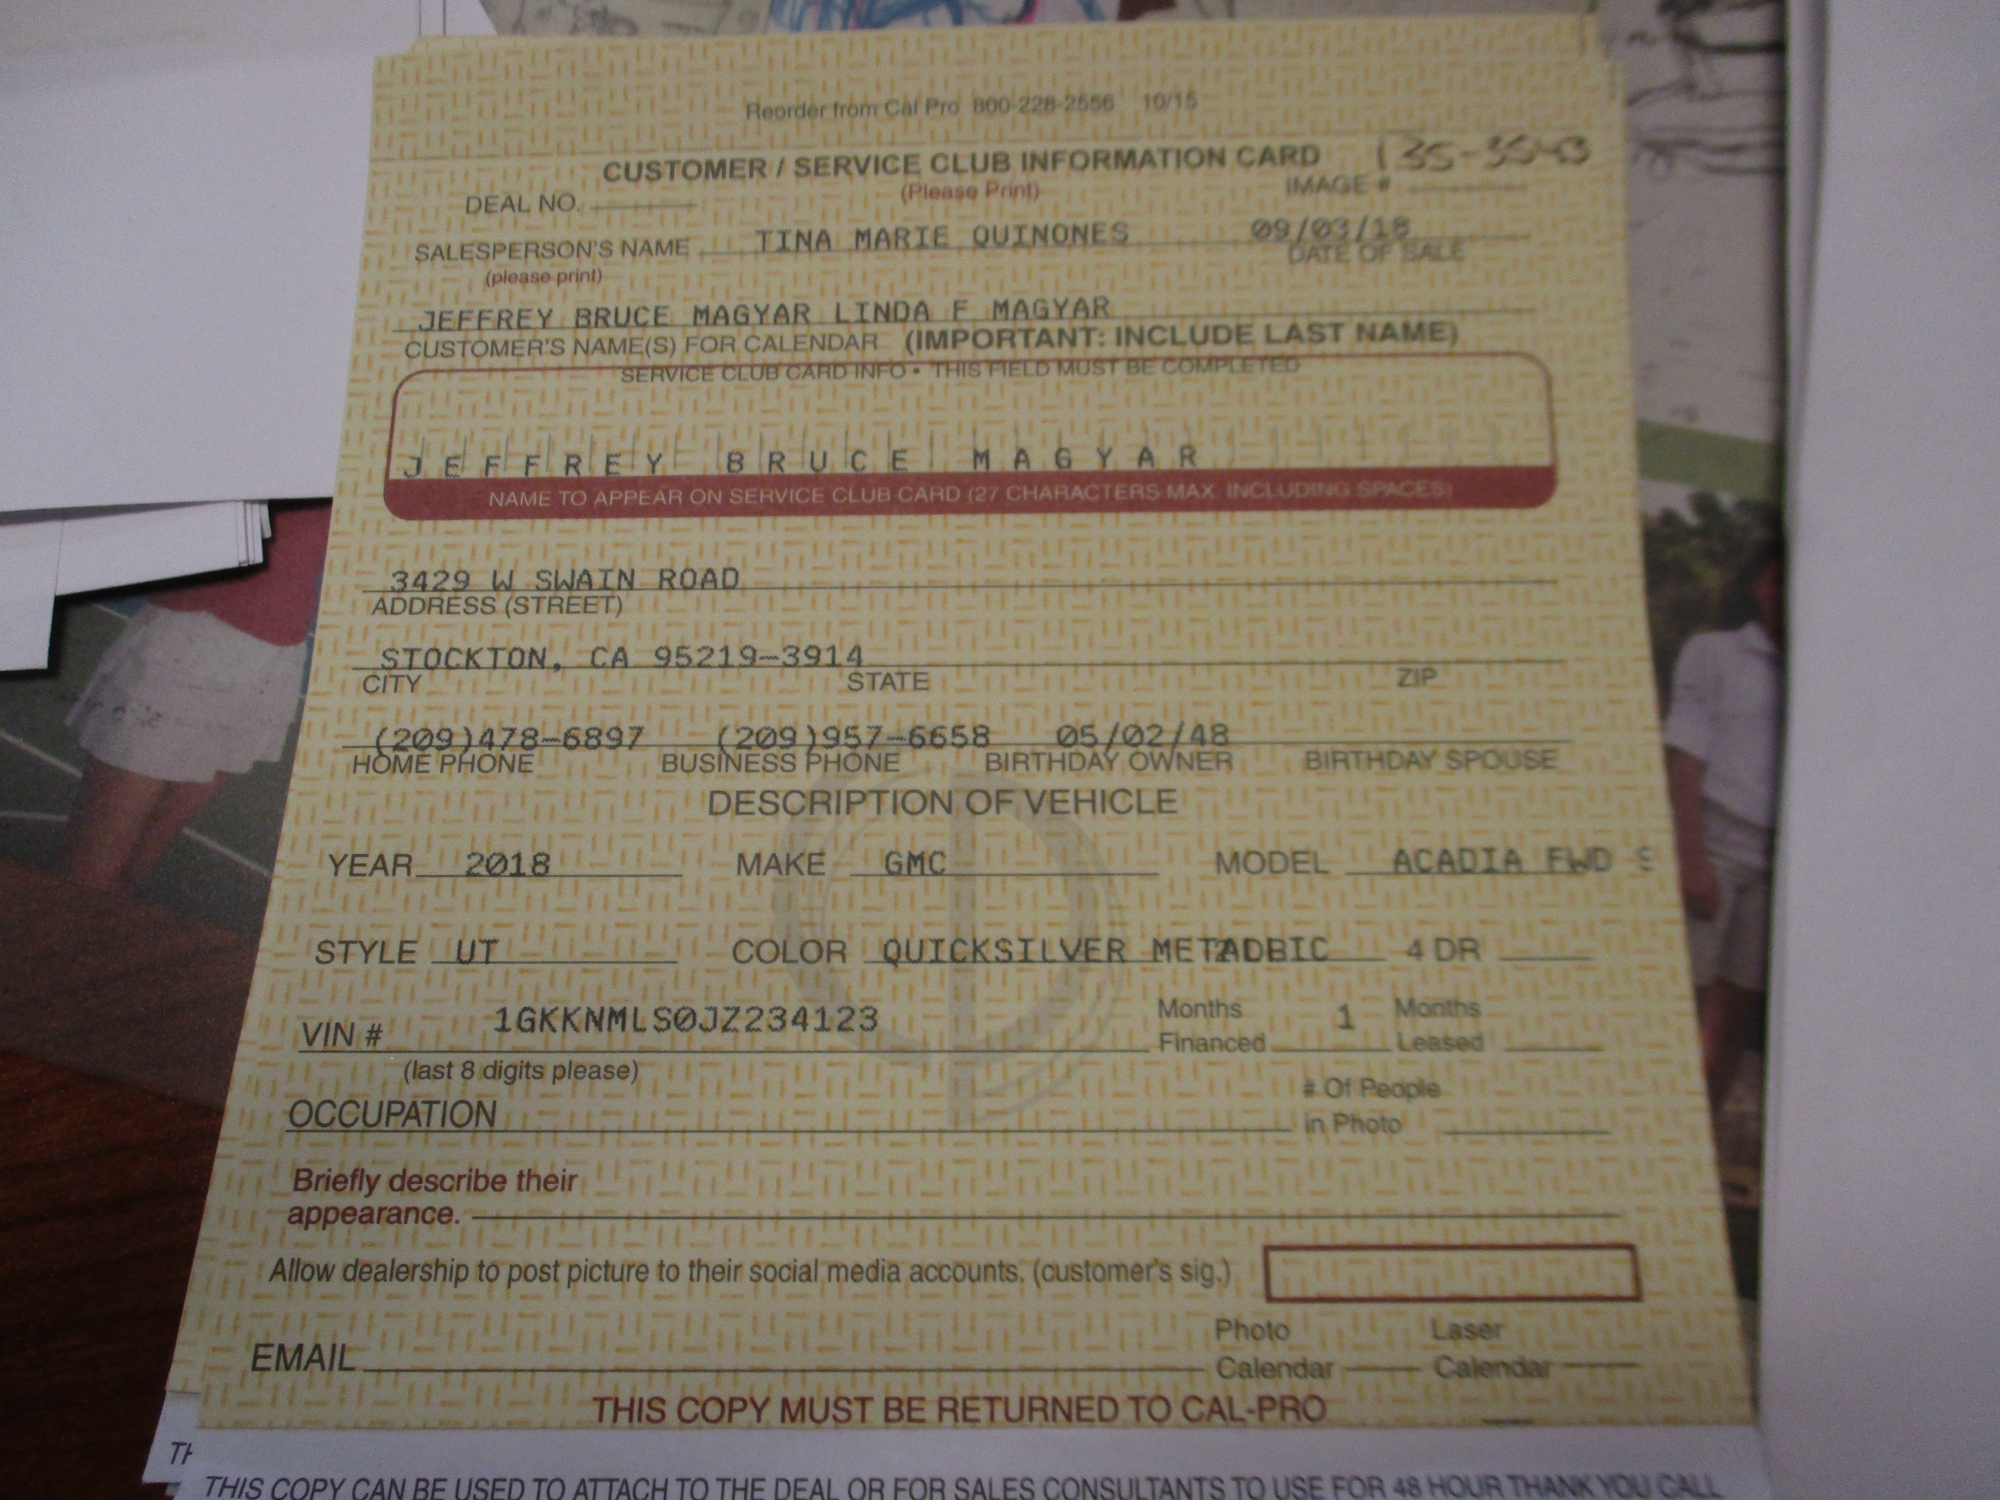 Reorder from Cal Pro 800-228-2556 10/15
CUSTOMER / SERVICE CLUB INFORMATION CARD 135-3543
(Please Print) IMAGE #
DEAL NO.
SALESPERSON'S NAME TINA MARIE QUINONES 09/03/18
(please print) DATE OF SALE
JEFFREY BRUCE MAGYAR LINDA F MAGYAR
CUSTOMER'S NAME(S) FOR CALENDAR (IMPORTANT: INCLUDE LAST NAME)
SERVICE CLUB CARD INFO • THIS FIELD MUST BE COMPLETED
JEFFREY BRUCE MAGYAR
NAME TO APPEAR ON SERVICE CLUB CARD (27 CHARACTERS MAX. INCLUDING SPACES)
3429 W SWAIN ROAD
ADDRESS (STREET)
STOCKTON, CA 95219-3914
CITY STATE ZIP
(209)478-6897 (209)957-6658 05/02/48
HOME PHONE BUSINESS PHONE BIRTHDAY OWNER BIRTHDAY SPOUSE
DESCRIPTION OF VEHICLE
YEAR 2018 MAKE GMC MODEL ACADIA FWD S
STYLE UT COLOR QUICKSILVER 4 DR
VIN # 1GKKNMLS0JZ234123 Months Financed 1 Months Leased
(last 8 digits please)
OCCUPATION # Of People in Photo
Briefly describe their
appearance.
Allow dealership to post picture to their social media accounts. (customer's sig.)
EMAIL Photo Calendar Laser Calendar
THIS COPY MUST BE RETURNED TO CAL-PRO
TH
THIS COPY CAN BE USED TO ATTACH TO THE DEAL OR FOR SALES CONSULTANTS TO USE FOR 48 HOUR THANK YOU CALL